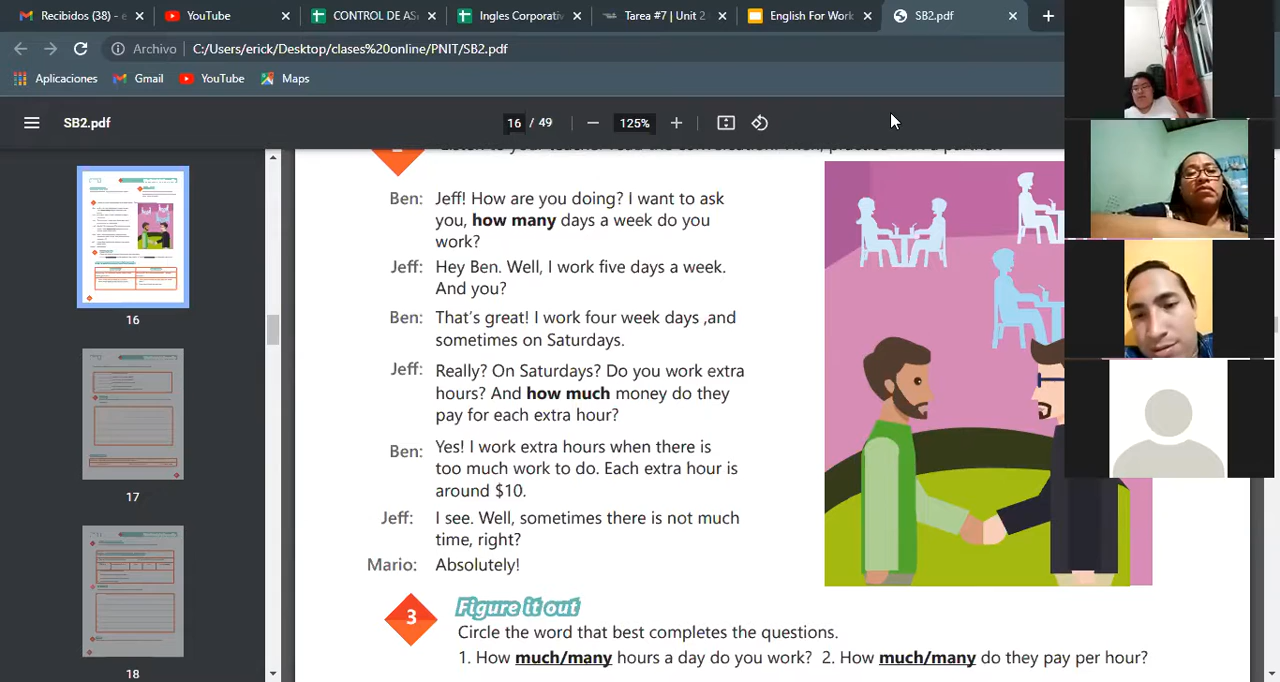 Recibidos (38) - e
YouTube
CONTROL DE AS
Ingles Corporativ
Tarea #7 | Unit 2
English For Work
SB2.pdf
Archivo C:/Users/erick/Desktop/clases%20online/PNIT/SB2.pdf
Aplicaciones Gmail YouTube Maps
SB2.pdf 16 / 49 125%
Ben: Jeff! How are you doing? I want to ask
you, how many days a week do you
work?
Jeff: Hey Ben. Well, I work five days a week.
And you?
Ben: That's great! I work four week days ,and
sometimes on Saturdays.
Jeff: Really? On Saturdays? Do you work extra
hours? And how much money do they
pay for each extra hour?
Ben: Yes! I work extra hours when there is
too much work to do. Each extra hour is
around $10.
Jeff: I see. Well, sometimes there is not much
time, right?
Mario: Absolutely!
3 Figure it out
Circle the word that best completes the questions.
1. How much/many hours a day do you work? 2. How much/many do they pay per hour?
16
17
18